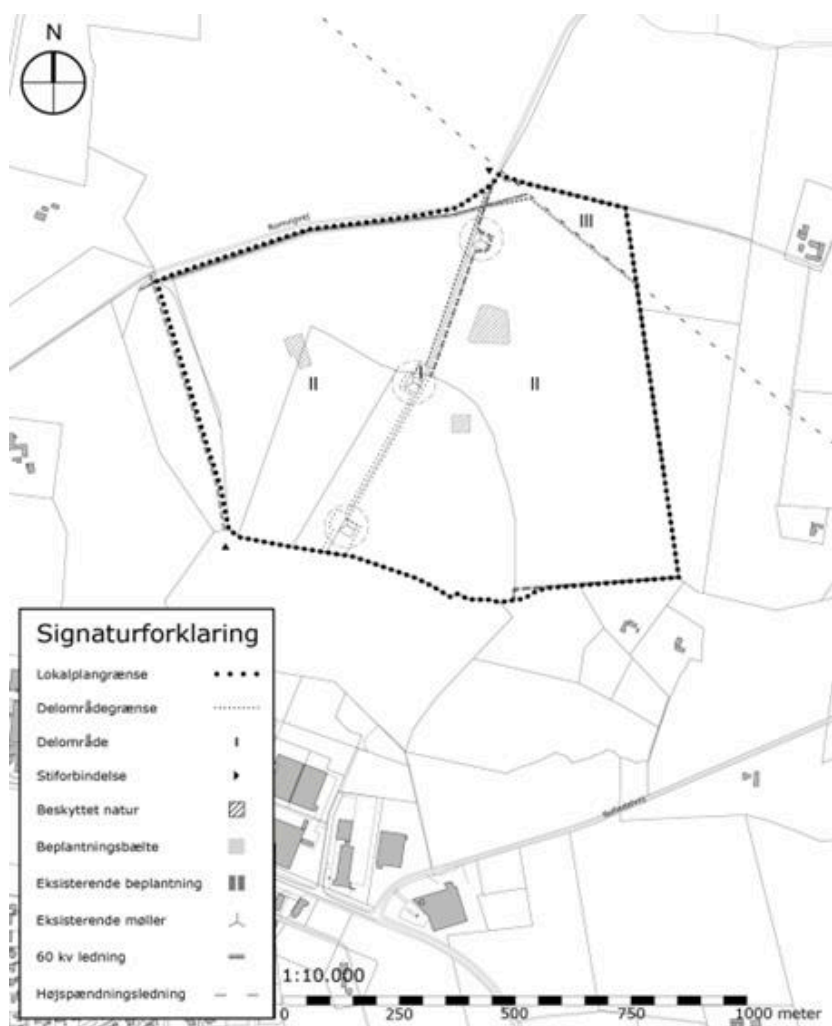 N
III
II
I
II
Signaturforklaring
Lokalplangrænse
Delområdegrænse
Delområde I
Stiforbindelse
Beskyttet natur
Beplantningsbælte
Eksisterende beplantning
Eksisterende møller
60 kv ledning
Højspændingsledning
1:10.000
0 250 500 750 1000 meter